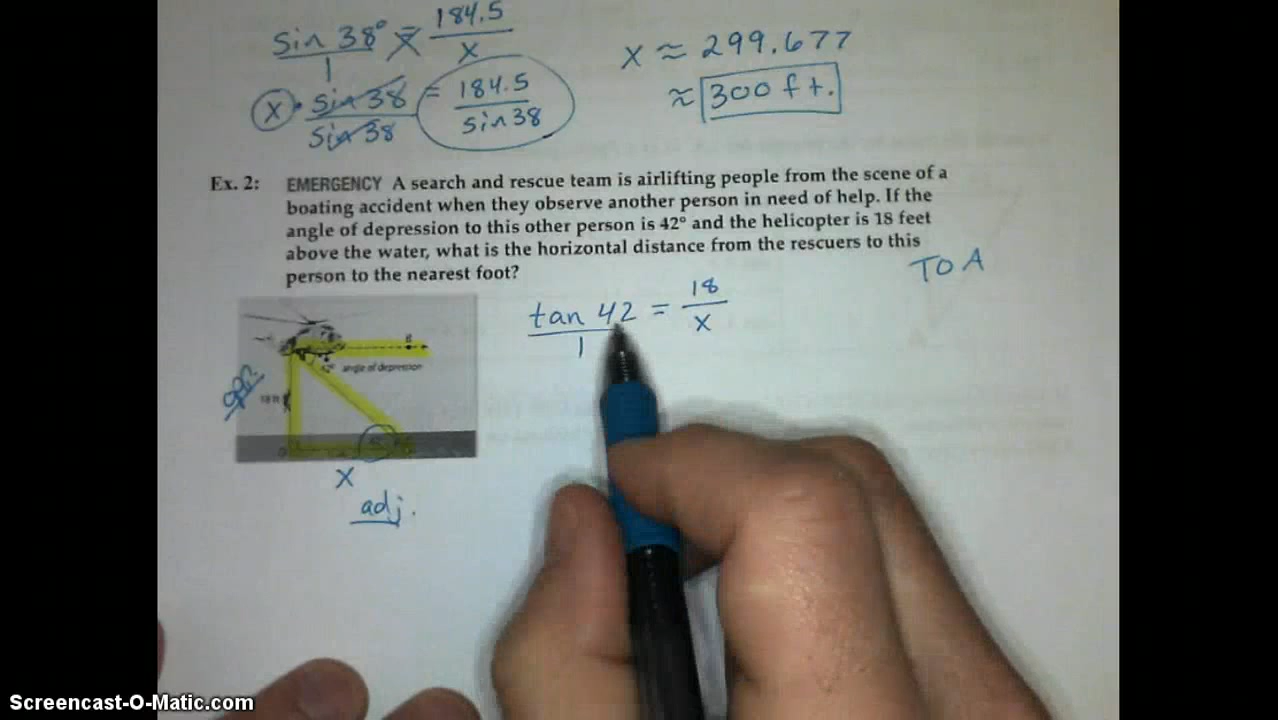 sin 38° = 184.5
1 x
x · sin 38 = 184.5
sin 38 sin 38
x ≈ 299.677
≈ 300 ft.
Ex. 2: EMERGENCY A search and rescue team is airlifting people from the scene of a
boating accident when they observe another person in need of help. If the
angle of depression to this other person is 42° and the helicopter is 18 feet
above the water, what is the horizontal distance from the rescuers to this
person to the nearest foot?
TOA
tan 42 = 18
1 x
42° angle of depression
opp.
18 ft
x
adj.
Screencast-O-Matic.com